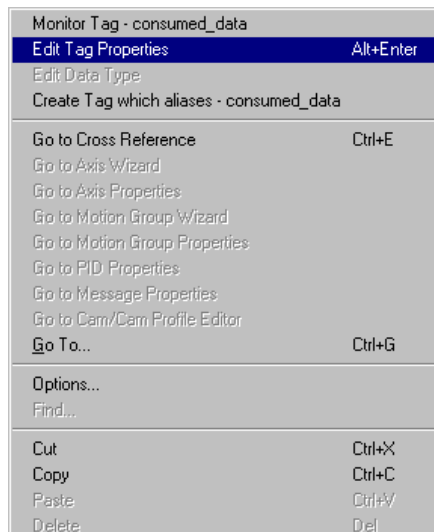 Monitor Tag - consumed_data
Edit Tag Properties Alt+Enter
Edit Data Type
Create Tag which aliases - consumed_data
Go to Cross Reference Ctrl+E
Go to Axis Wizard
Go to Axis Properties
Go to Motion Group Wizard
Go to Motion Group Properties
Go to PID Properties
Go to Message Properties
Go to Cam/Cam Profile Editor
Go To... Ctrl+G
Options...
Find...
Cut Ctrl+X
Copy Ctrl+C
Paste Ctrl+V
Delete Del